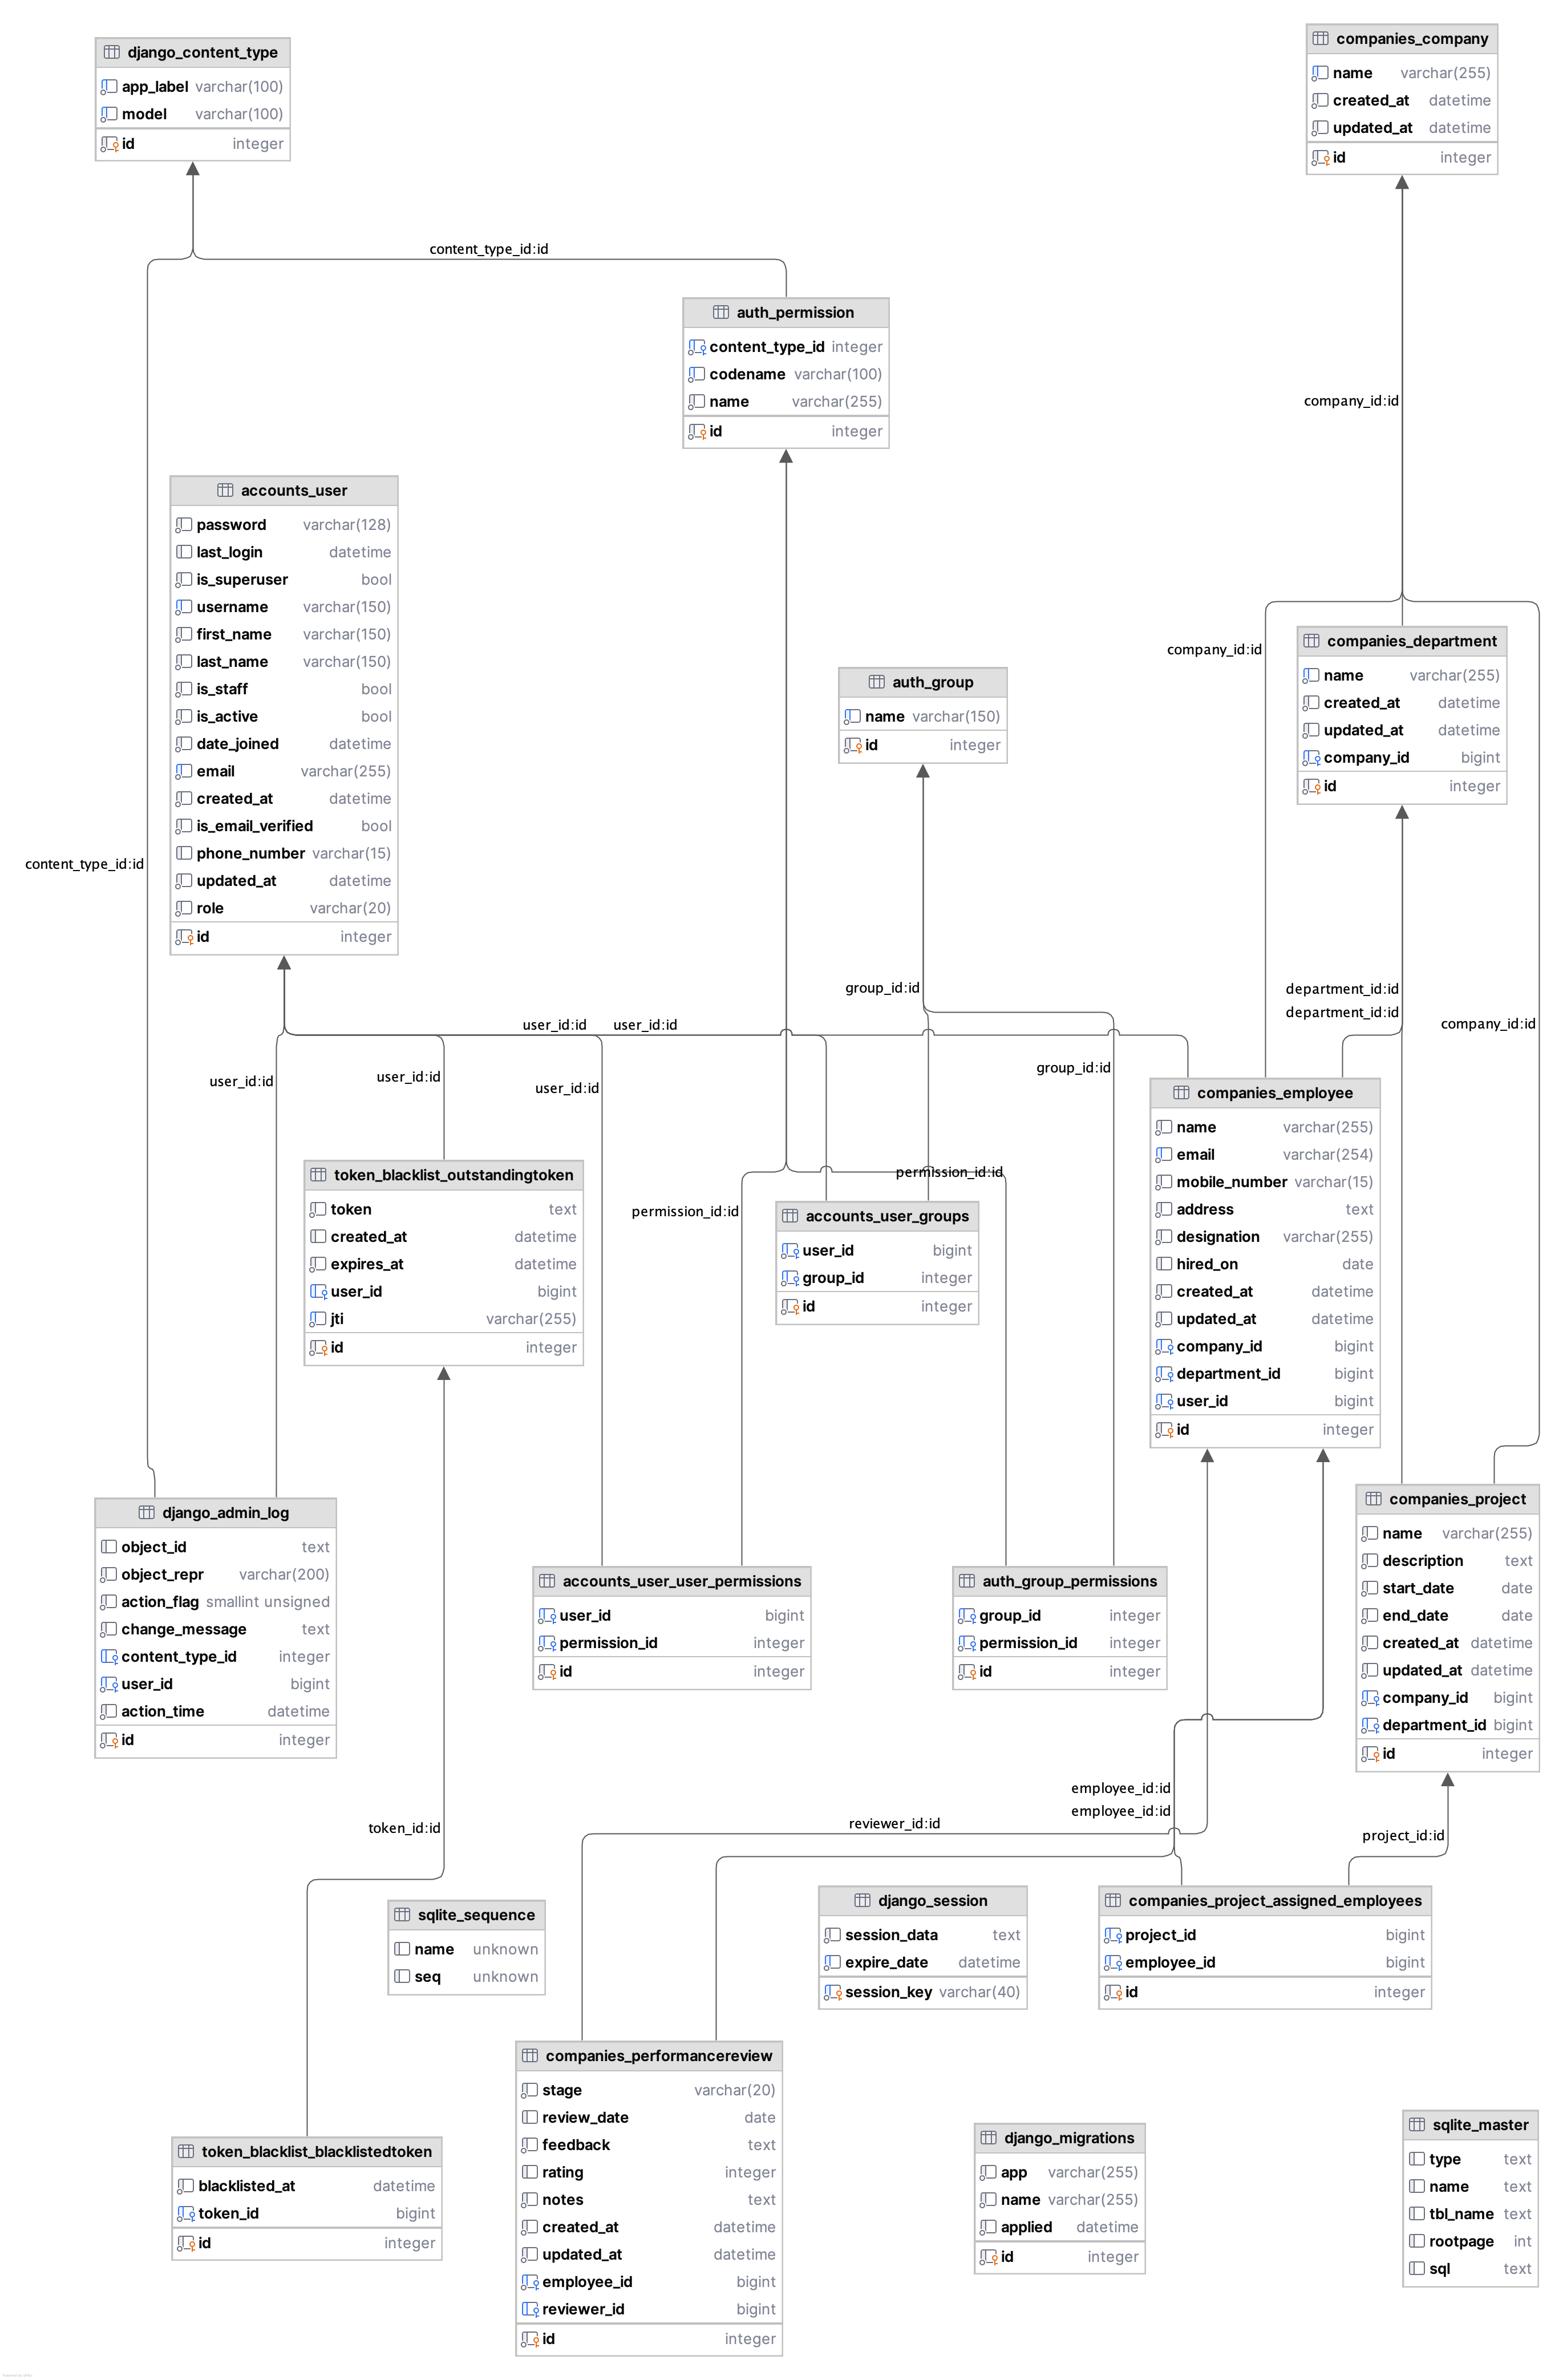 django_content_type
app_label varchar(100)
model varchar(100)
id integer
companies_company
name varchar(255)
created_at datetime
updated_at datetime
id integer
content_type_id:id
auth_permission
content_type_id integer
codename varchar(100)
name varchar(255)
id integer
company_id:id
accounts_user
password varchar(128)
last_login datetime
is_superuser bool
username varchar(150)
first_name varchar(150)
last_name varchar(150)
is_staff bool
is_active bool
date_joined datetime
email varchar(255)
created_at datetime
is_email_verified bool
phone_number varchar(15)
updated_at datetime
role varchar(20)
id integer
company_id:id
companies_department
name varchar(255)
created_at datetime
updated_at datetime
company_id bigint
id integer
auth_group
name varchar(150)
id integer
content_type_id:id
group_id:id
department_id:id
department_id:id
company_id:id
user_id:id
user_id:id
user_id:id
user_id:id
user_id:id
group_id:id
companies_employee
name varchar(255)
email varchar(254)
mobile_number varchar(15)
address text
designation varchar(255)
hired_on date
created_at datetime
updated_at datetime
company_id bigint
department_id bigint
user_id bigint
id integer
token_blacklist_outstandingtoken
token text
created_at datetime
expires_at datetime
user_id bigint
jti varchar(255)
id integer
permission_id:id
permission_id:id
accounts_user_groups
user_id bigint
group_id integer
id integer
django_admin_log
object_id text
object_repr varchar(200)
action_flag smallint unsigned
change_message text
content_type_id integer
user_id bigint
action_time datetime
id integer
accounts_user_user_permissions
user_id bigint
permission_id integer
id integer
auth_group_permissions
group_id integer
permission_id integer
id integer
companies_project
name varchar(255)
description text
start_date date
end_date date
created_at datetime
updated_at datetime
company_id bigint
department_id bigint
id integer
employee_id:id
employee_id:id
reviewer_id:id
token_id:id
project_id:id
sqlite_sequence
name unknown
seq unknown
django_session
session_data text
expire_date datetime
session_key varchar(40)
companies_project_assigned_employees
project_id bigint
employee_id bigint
id integer
companies_performancereview
stage varchar(20)
review_date date
feedback text
rating integer
notes text
created_at datetime
updated_at datetime
employee_id bigint
reviewer_id bigint
id integer
token_blacklist_blacklistedtoken
blacklisted_at datetime
token_id bigint
id integer
django_migrations
app varchar(255)
name varchar(255)
applied datetime
id integer
sqlite_master
type text
name text
tbl_name text
rootpage int
sql text